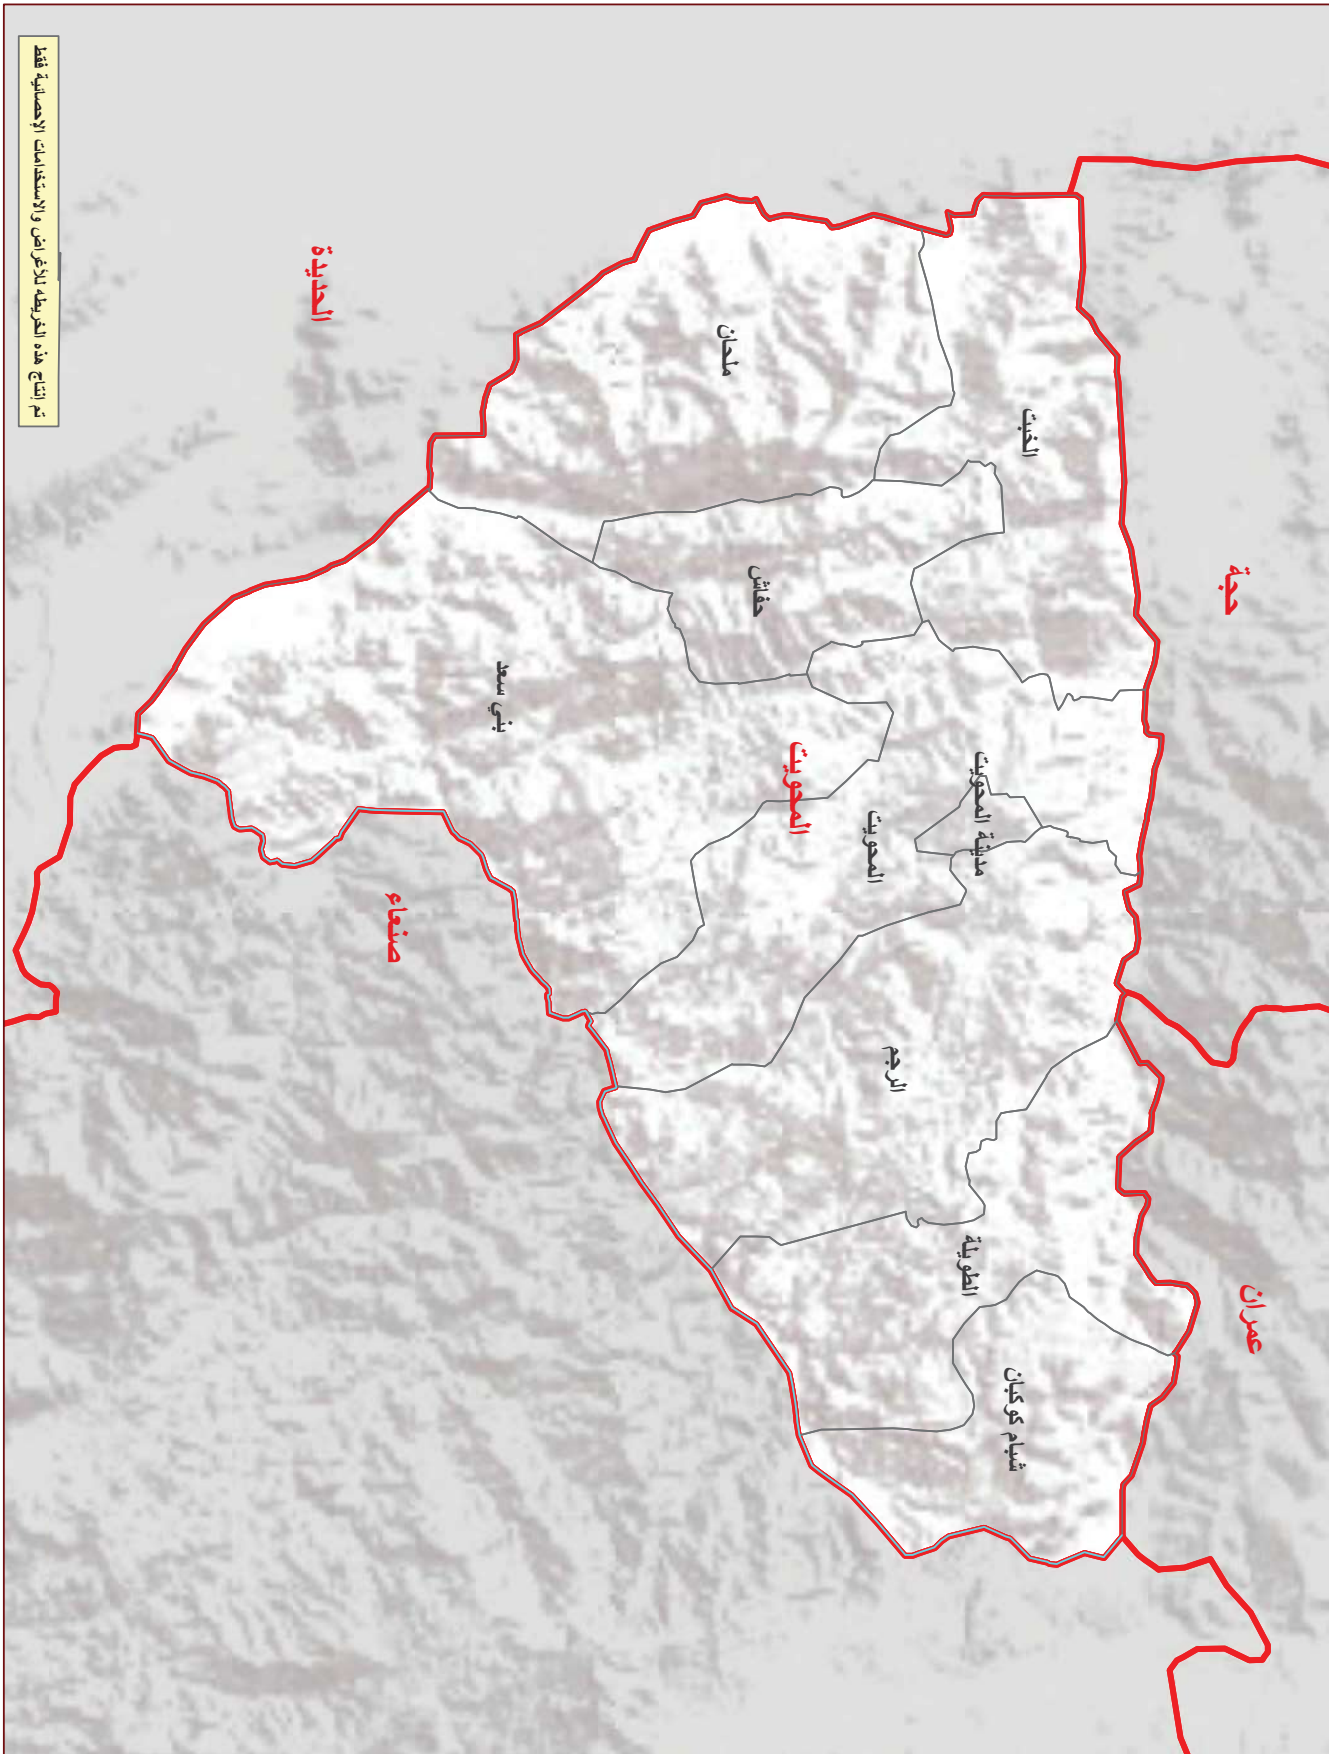 حجة
عمران
الخبت
مدينة المحويت
الطويلة
شبام كوكبان
ملحان
حفاش
المحويت
المحويت
الرجم
بني سعد
الحديدة
صنعاء
تم إنتاج هذه الخريطه للأغراض والاستخدامات الإحصائية فقط